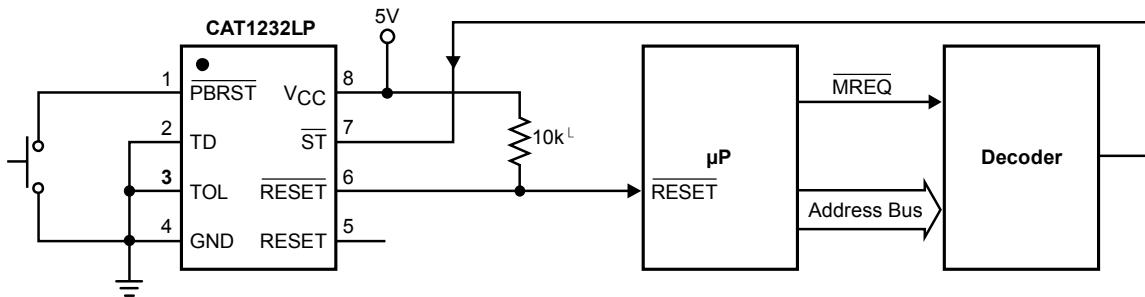 CAT1232LP
5V
1
PBRST
VCC
8
2
TD
ST
7
10k
3
TOL
RESET
6
4
GND
RESET
5
µP
RESET
MREQ
Address Bus
Decoder